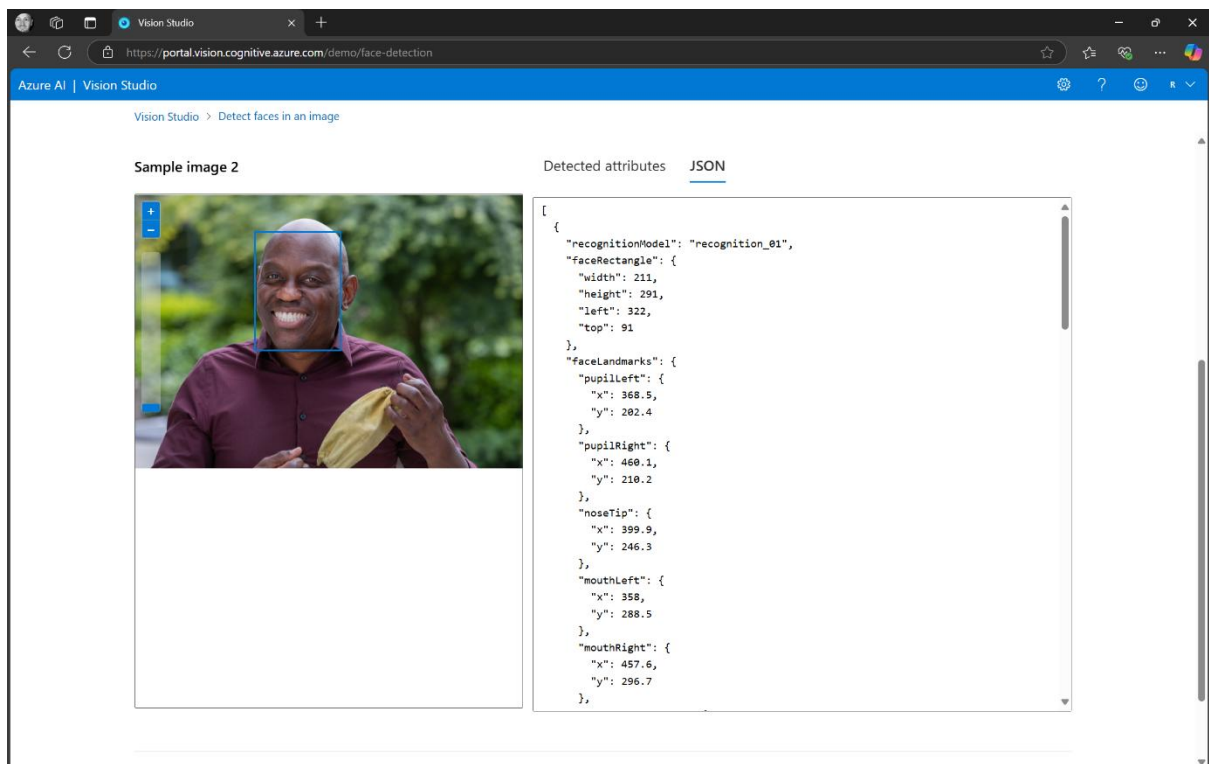 Vision Studio
https://portal.vision.cognitive.azure.com/demo/face-detection
Azure AI | Vision Studio
R
Vision Studio > Detect faces in an image
Sample image 2
Detected attributes JSON
+
−
[
  {
    "recognitionModel": "recognition_01",
    "faceRectangle": {
      "width": 211,
      "height": 291,
      "left": 322,
      "top": 91
    },
    "faceLandmarks": {
      "pupilLeft": {
        "x": 368.5,
        "y": 202.4
      },
      "pupilRight": {
        "x": 460.1,
        "y": 210.2
      },
      "noseTip": {
        "x": 399.9,
        "y": 246.3
      },
      "mouthLeft": {
        "x": 358,
        "y": 288.5
      },
      "mouthRight": {
        "x": 457.6,
        "y": 296.7
      },